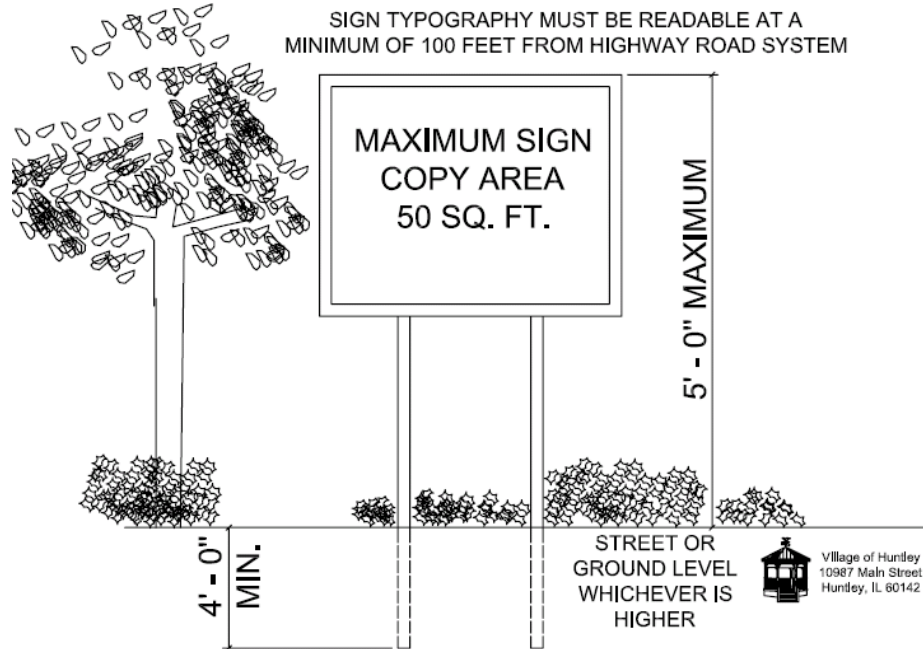 SIGN TYPOGRAPHY MUST BE READABLE AT A
MINIMUM OF 100 FEET FROM HIGHWAY ROAD SYSTEM
MAXIMUM SIGN
COPY AREA
50 SQ. FT.
5' - 0" MAXIMUM
4' - 0"
MIN.
STREET OR
GROUND LEVEL
WHICHEVER IS
HIGHER
Village of Huntley
10987 Main Street
Huntley, IL 60142